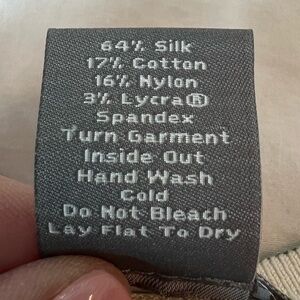 64% Silk
17% Cotton
16% Nylon
3% Lycra®
Spandex
Turn Garment
Inside Out
Hand Wash
Cold
Do Not Bleach
Lay Flat To Dry